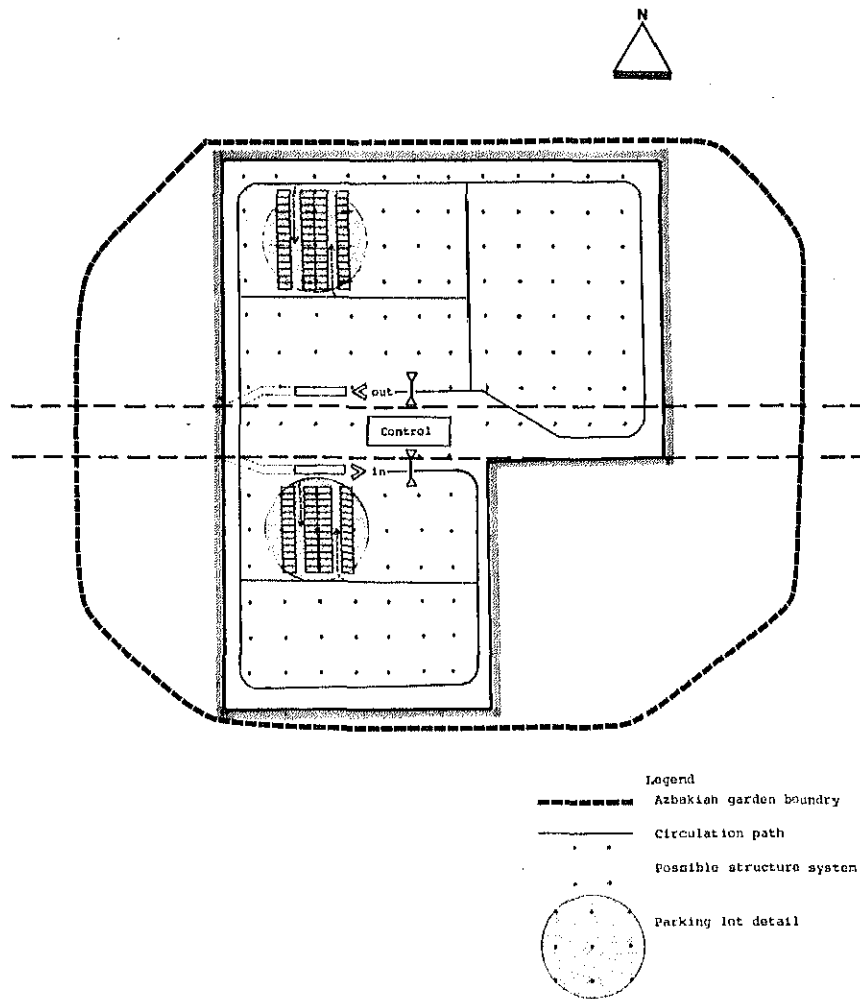 N
out
Control
in
Legend
Azbakiah garden boundry
Circulation path
Possible structure system
Parking lot detail